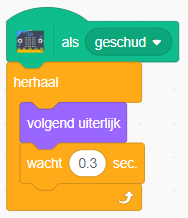 als geschud
herhaal
volgend uiterlijk
wacht 0.3 sec.